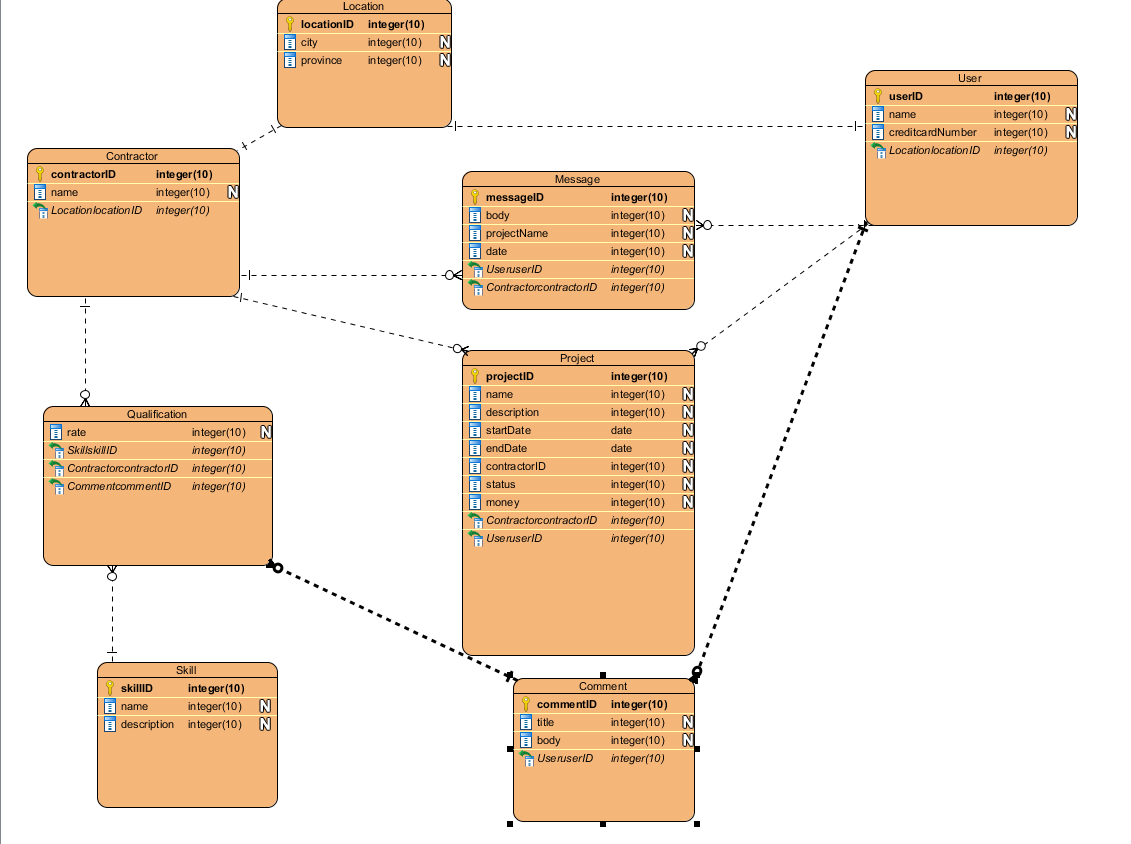 Location
locationID integer(10)
city integer(10) N
province integer(10) N
User
userID integer(10)
name integer(10) N
creditcardNumber integer(10) N
LocationlocationID integer(10)
Contractor
contractorID integer(10)
name integer(10) N
LocationlocationID integer(10)
Message
messageID integer(10)
body integer(10) N
projectName integer(10) N
date integer(10) N
UseruserID integer(10)
ContractorcontractorID integer(10)
Project
projectID integer(10)
name integer(10) N
description integer(10) N
startDate date N
endDate date N
contractorID integer(10) N
status integer(10) N
money integer(10) N
ContractorcontractorID integer(10)
UseruserID integer(10)
Qualification
rate integer(10) N
SkillskillID integer(10)
ContractorcontractorID integer(10)
CommentcommentID integer(10)
Skill
skillID integer(10)
name integer(10) N
description integer(10) N
Comment
commentID integer(10)
title integer(10) N
body integer(10) N
UseruserID integer(10)